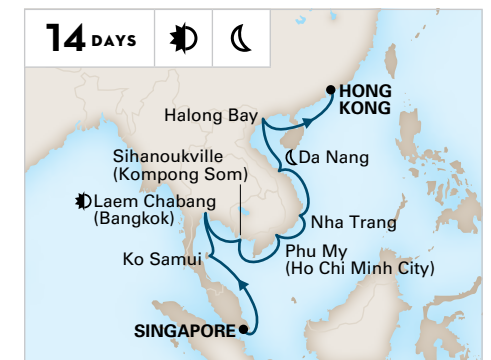 14 DAYS
HONG
KONG
Halong Bay
Sihanoukville
(Kompong Som)
Da Nang
Laem Chabang
(Bangkok)
Nha Trang
Ko Samui
Phu My
(Ho Chi Minh City)
SINGAPORE